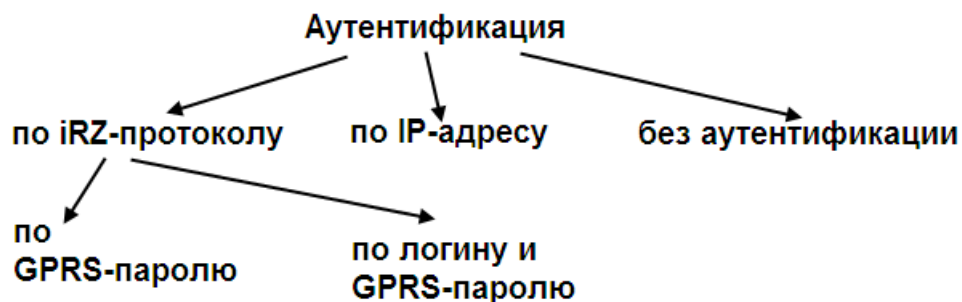 Аутентификация
по iRZ-протоколу
по IP-адресу
без аутентификации
по
GPRS-паролю
по логину и
GPRS-паролю